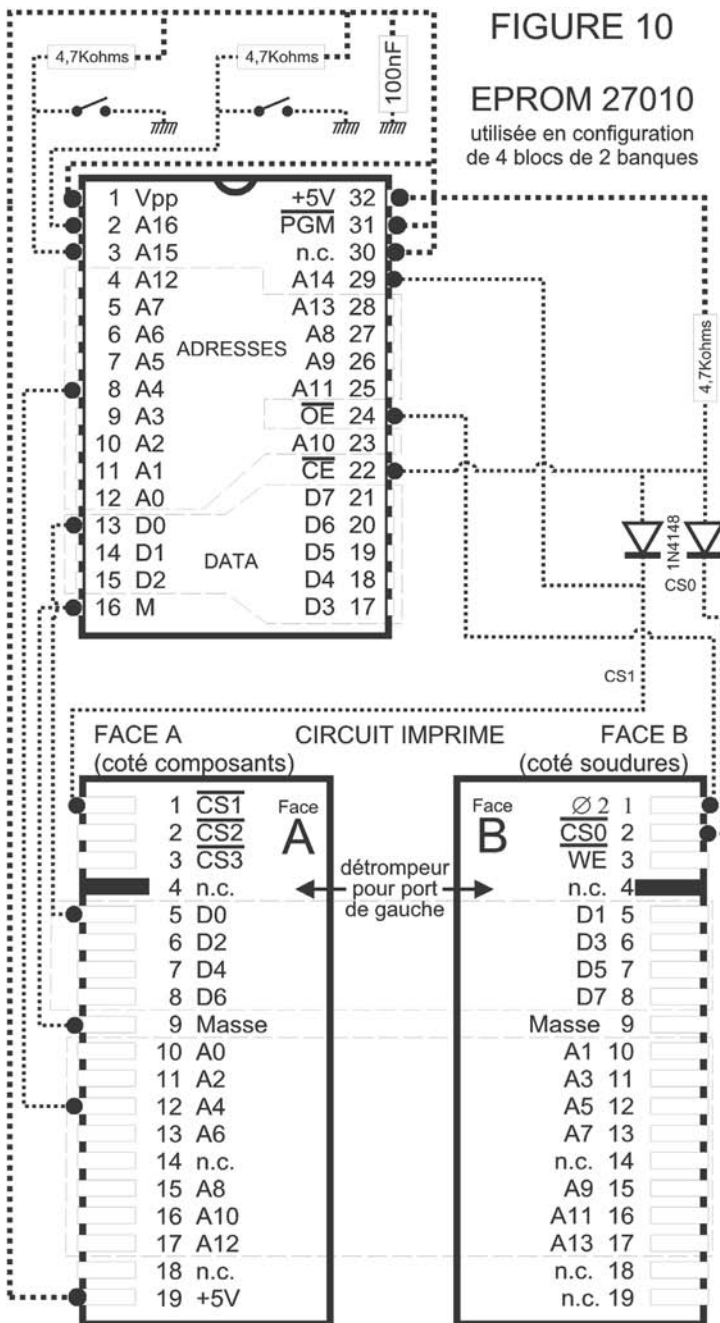 FIGURE 10
4,7Kohms
4,7Kohms
100nF
EPROM 27010
utilisée en configuration
de 4 blocs de 2 banques
1 Vpp +5V 32
2 A16 PGM 31
3 A15 n.c. 30
4 A12 A14 29
5 A7 A13 28
6 A6 A8 27
ADRESSES
7 A5 A9 26
8 A4 A11 25
9 A3 OE 24
10 A2 A10 23
11 A1 CE 22
12 A0 D7 21
13 D0 D6 20
14 D1 D5 19
DATA
15 D2 D4 18
16 M D3 17
4,7Kohms
1N4148
CS0
CS1
FACE A CIRCUIT IMPRIME FACE B
(coté composants) (coté soudures)
1 CS1 Face Face Ø 2 1
2 CS2 A B CS0 2
3 CS3 WE 3
détrompeur
4 n.c. pour port n.c. 4
de gauche
5 D0 D1 5
6 D2 D3 6
7 D4 D5 7
8 D6 D7 8
9 Masse Masse 9
10 A0 A1 10
11 A2 A3 11
12 A4 A5 12
13 A6 A7 13
14 n.c. n.c. 14
15 A8 A9 15
16 A10 A11 16
17 A12 A13 17
18 n.c. n.c. 18
19 +5V n.c. 19